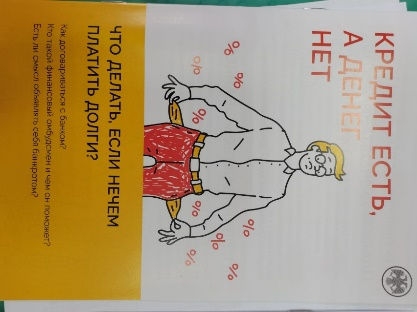 КРЕДИТ ЕСТЬ,
А ДЕНЕГ
НЕТ
% % % % % % % % % %
ЧТО ДЕЛАТЬ, ЕСЛИ НЕЧЕМ
ПЛАТИТЬ ДОЛГИ?
Как договариваться с банком?
Кто такой финансовый омбудсмен и чем он поможет?
Есть ли смысл объявлять себя банкротом?